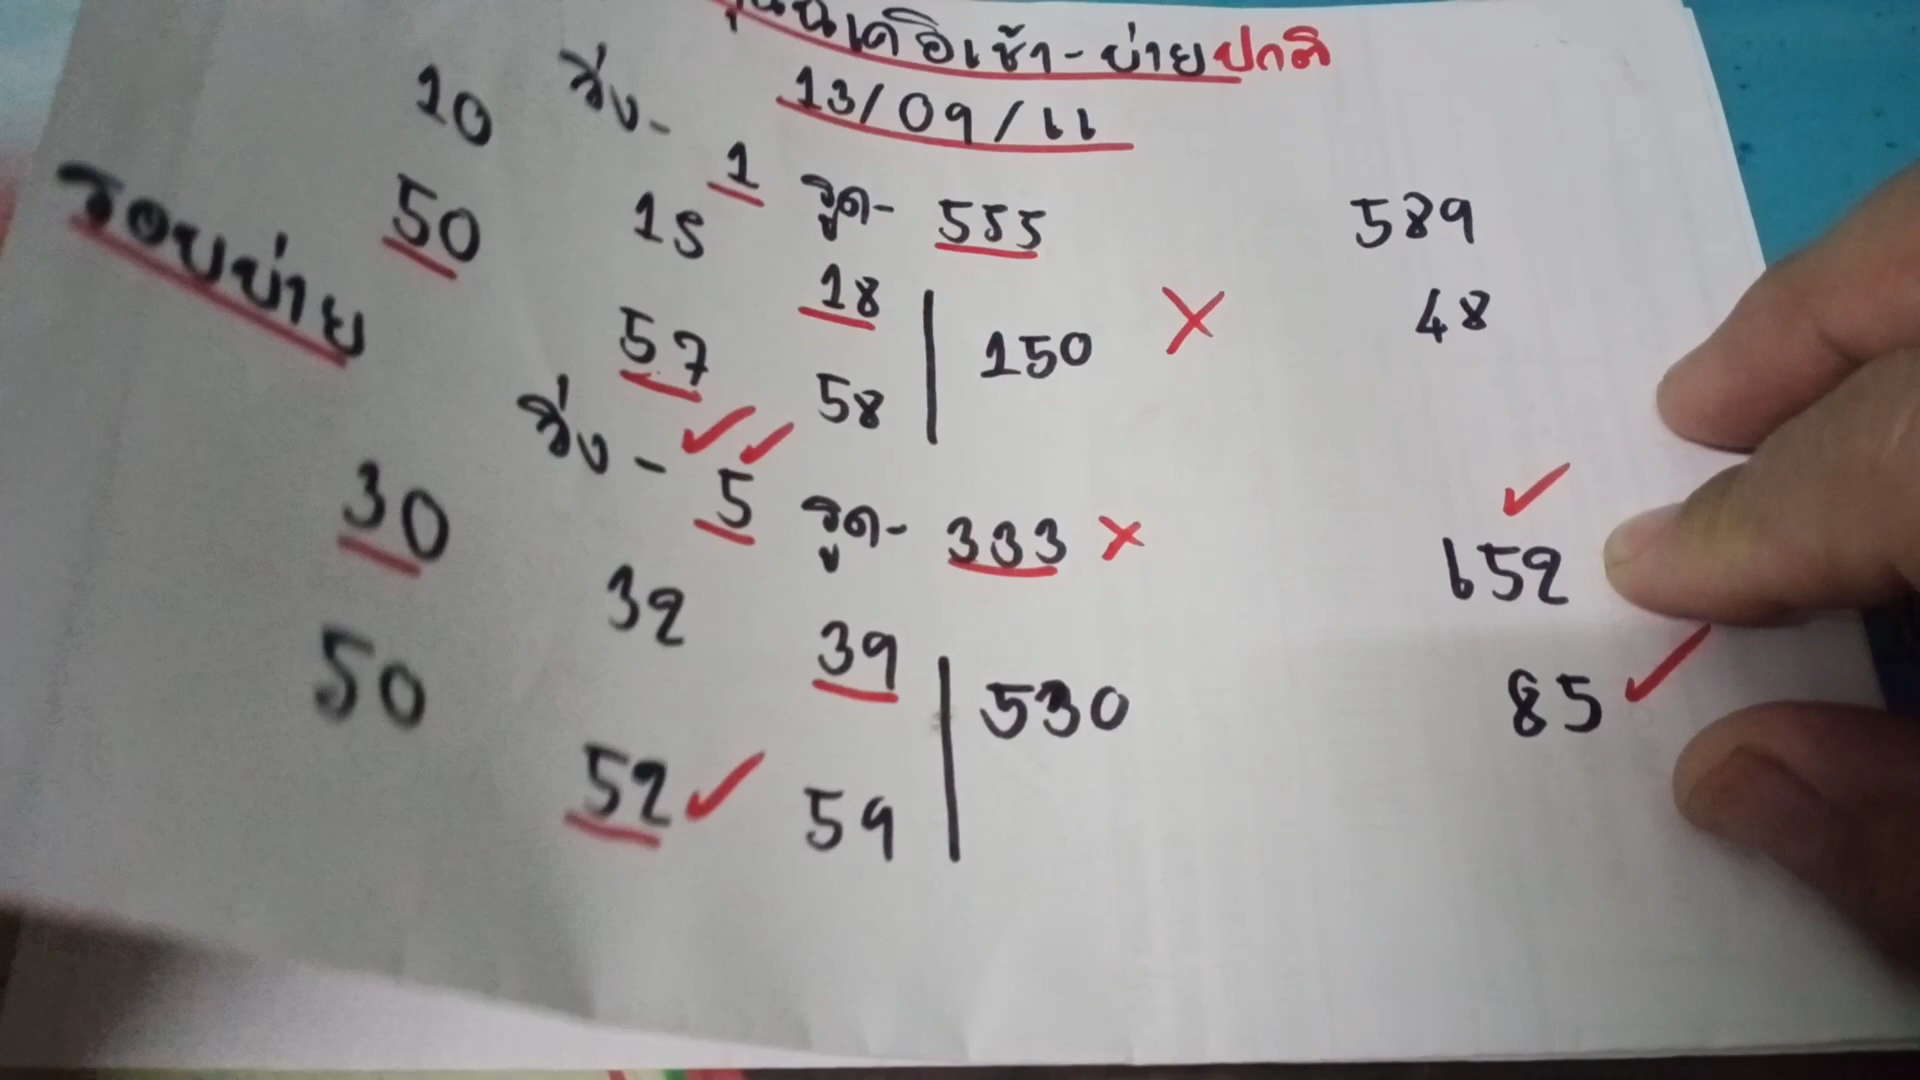 เช้า-บ่ายปกติ
13/09/66
วิ่ง- 1 รูด- 555 589
10 15 18 150 48
50 57 58
รอบบ่าย
วิ่ง- 5 รูด- 333 652
30 32 39 530 85
50 52 59